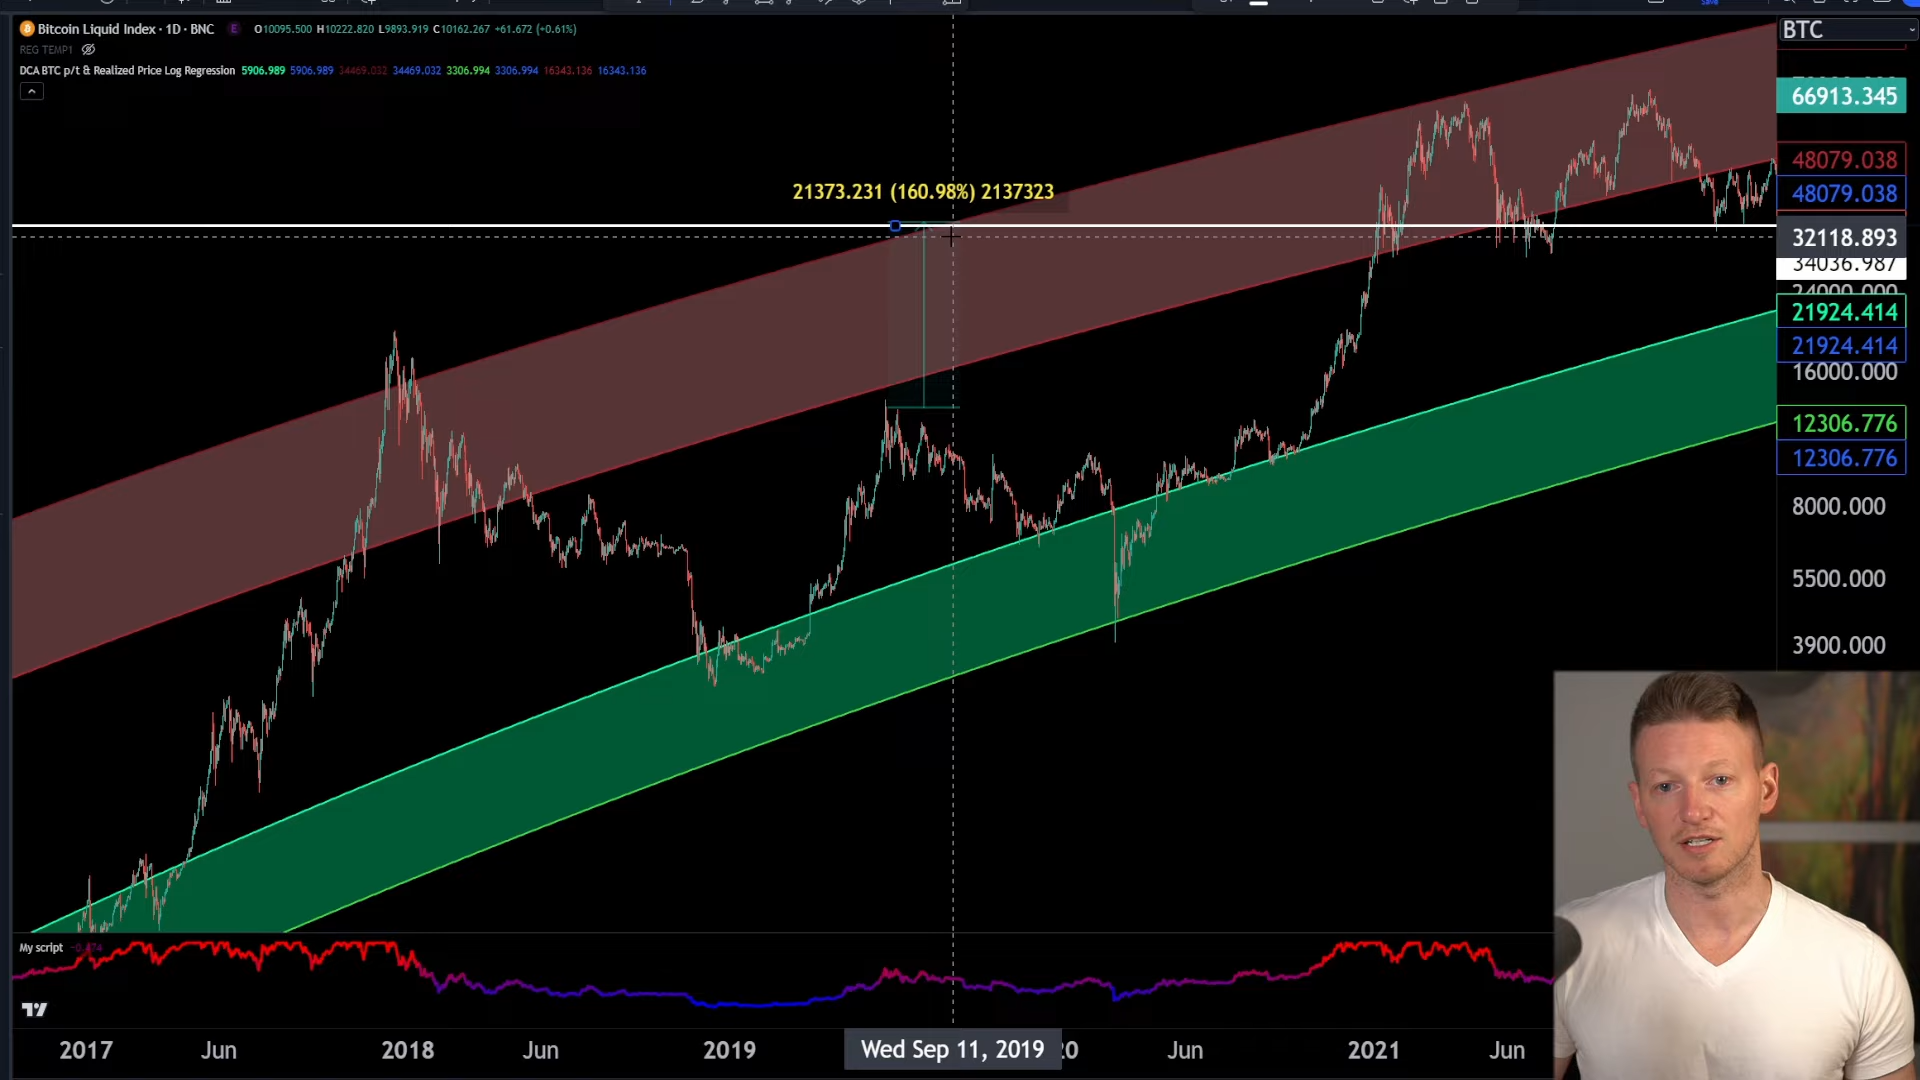 Bitcoin Liquid Index · 1D · BNC E O10095.500 H10222.820 L9893.919 C10162.267 +61.672 (+0.61%)
REG TEMP1
DCA BTC p/t & Realized Price Log Regression 5906.989 5906.989 34469.032 34469.032 3306.994 3306.994 16343.136 16343.136
BTC
66913.345
48079.038
48079.038
21373.231 (160.98%) 2137323
32118.893
34036.987
24000.000
21924.414
21924.414
16000.000
12306.776
12306.776
8000.000
5500.000
3900.000
My script
2017 Jun 2018 Jun 2019 Wed Sep 11, 2019 20 Jun 2021 Jun